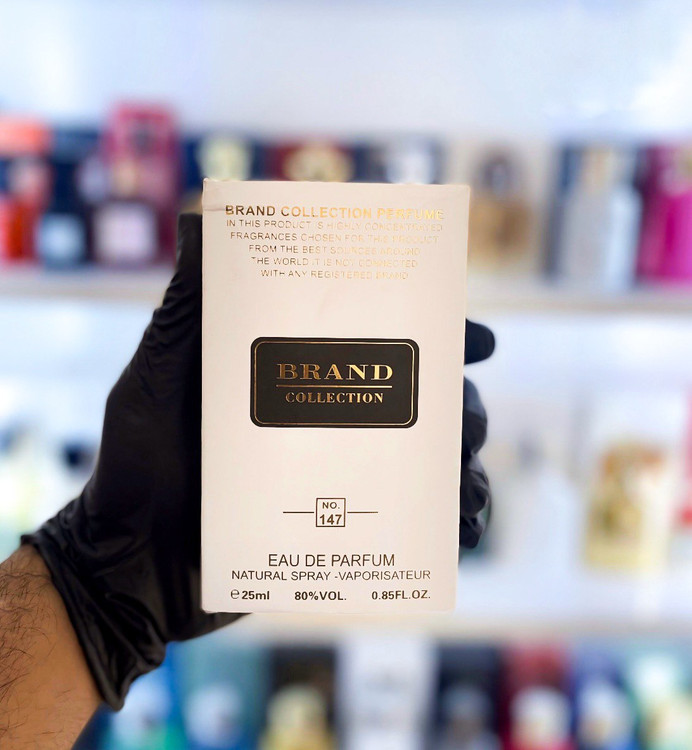 BRAND COLLECTION PERFUME
IN THIS PRODUCT IS HIGHLY CONCENTRATED
FRAGRANCES CHOSEN FOR THIS PRODUCT
FROM THE BEST SOURCES AROUND
THE WORLD IT IS NOT CONNECTED
WITH ANY REGISTERED BRAND
BRAND
COLLECTION
NO.
147
EAU DE PARFUM
NATURAL SPRAY -VAPORISATEUR
℮25ml 80%VOL. 0.85FL.OZ.